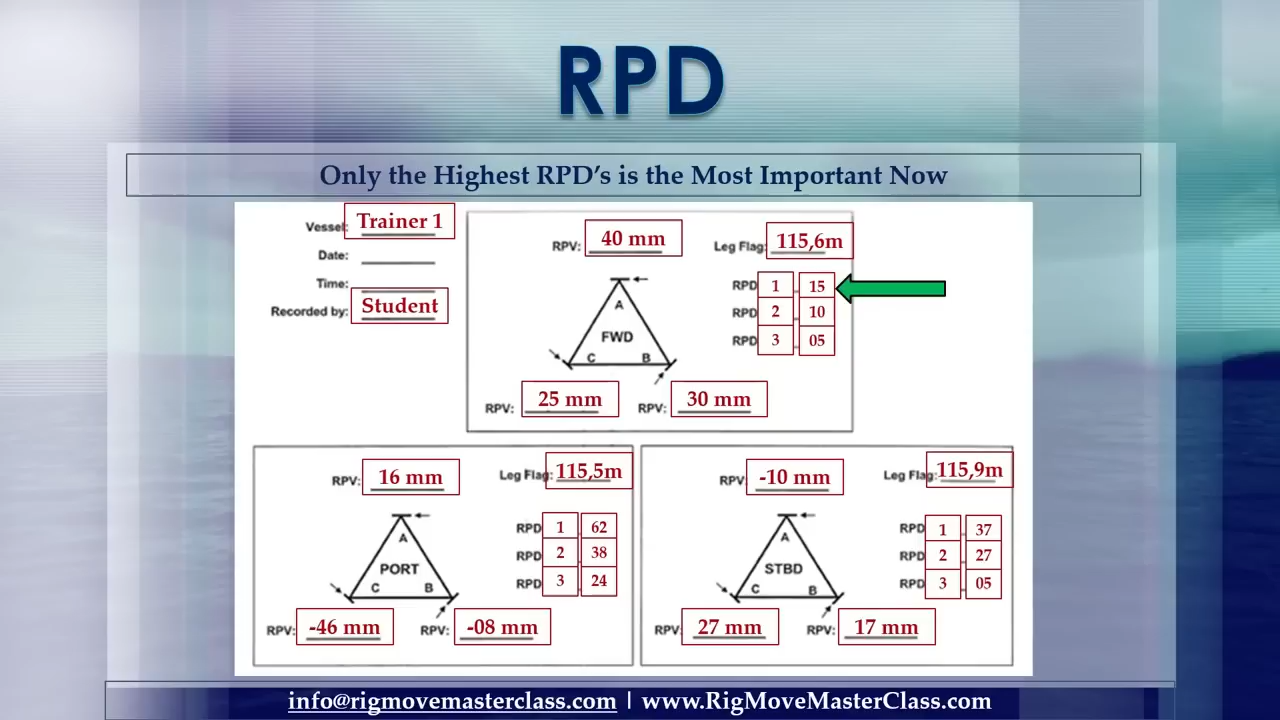 RPD
Only the Highest RPD's is the Most Important Now
Vessel: Trainer 1
Date:
Time:
Recorded by: Student
RPV: 40 mm
Leg Flag: 115,6m
RPD 1 . 15
RPD 2 . 10
RPD 3 . 05
A
FWD
C B
RPV: 25 mm RPV: 30 mm
RPV: 16 mm
Leg Flag: 115,5m
RPD 1 . 62
RPD 2 . 38
RPD 3 . 24
A
PORT
C B
RPV: -46 mm RPV: -08 mm
RPV: -10 mm
Leg Flag: 115,9m
RPD 1 . 37
RPD 2 . 27
RPD 3 . 05
A
STBD
C B
RPV: 27 mm RPV: 17 mm
info@rigmovemasterclass.com | www.RigMoveMasterClass.com